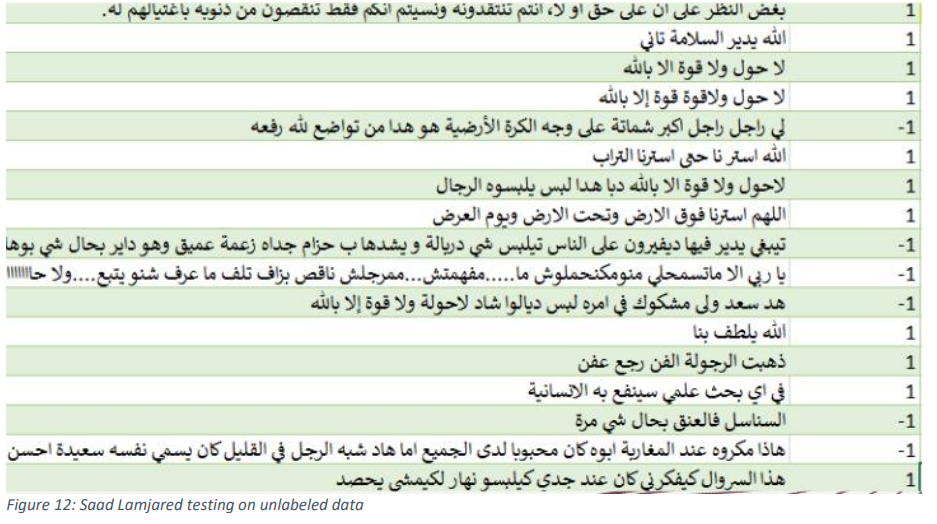 بغض النظر على ان على حق او لا، انتم تنتقدونه ونسيتم انكم فقط تنقصون من ذنوبه باغتيالهم له. 1
الله يدير السلامة تاني 1
لا حول ولا قوة الا بالله 1
لا حول ولاقوة قوة إلا بالله 1
لي راجل راجل اكبر شماتة على وجه الكرة الأرضية هو هدا من تواضع لله رفعه -1
الله استر نا حتى استرنا التراب 1
لاحول ولا قوة الا بالله دبا هدا لبس يلبسوه الرجال 1
اللهم استرنا فوق الارض وتحت الارض ويوم العرض 1
تيبغي يدير فيها ديفيرون على الناس تيلبس شي دربالة و يشدها ب حزام جداه زعمة عميق وهو داير بحال شي بوها -1
يا ربي الا ماتسمحلي منومكنحملوش ما.....مفهمتش...ممرجلش ناقص بزاف تلف ما عرف شنو يتبع....ولا حااااااا -1
هد سعد ولى مشكوك في امره لبس ديالوا شاد لاحولة ولا قوة إلا بالله -1
الله يلطف بنا 1
ذهبت الرجولة الفن رجع عفن 1
في اي بحث علمي سينفع به الانسانية 1
السناسل فالعنق بحال شي مرة -1
هاذا مكروه عند المغاربة ابوه كان محبوبا لدى الجميع اما هاد شبه الرجل في القليل كان يسمي نفسه سعيدة احسن -1
هذا السروال كيفكرني كان عند جدي كيلبسو نهار لكيمشي يحصد 1
Figure 12: Saad Lamjared testing on unlabeled data